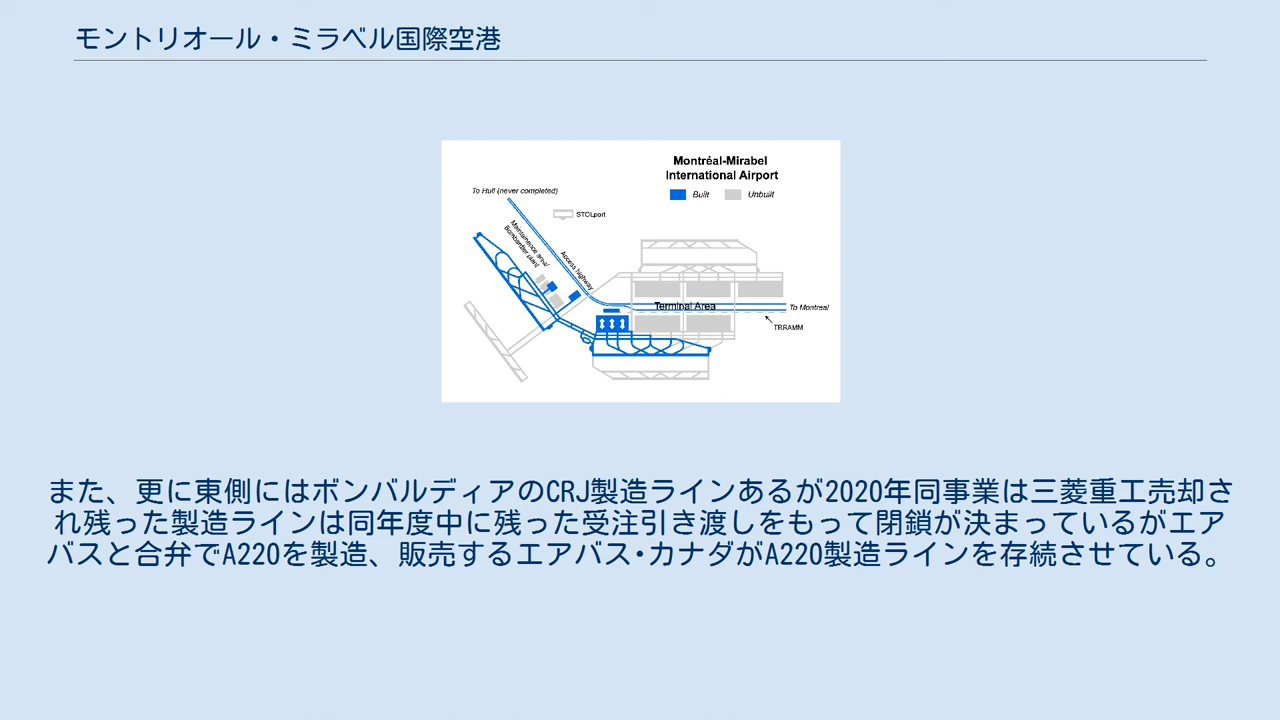 モントリオール・ミラベル国際空港
Montréal-Mirabel
International Airport
Built
Unbuilt
To Hull (never completed)
STOLport
Maintainence area/
Bombardier plant
Access highway
Terminal Area
To Montreal
TRRAMM
また、更に東側にはボンバルディアのCRJ製造ラインあるが2020年同事業は三菱重工売却さ
れ残った製造ラインは同年度中に残った受注引き渡しをもって閉鎖が決まっているがエア
バスと合弁でA220を製造、販売するエアバス･カナダがA220製造ラインを存続させている。